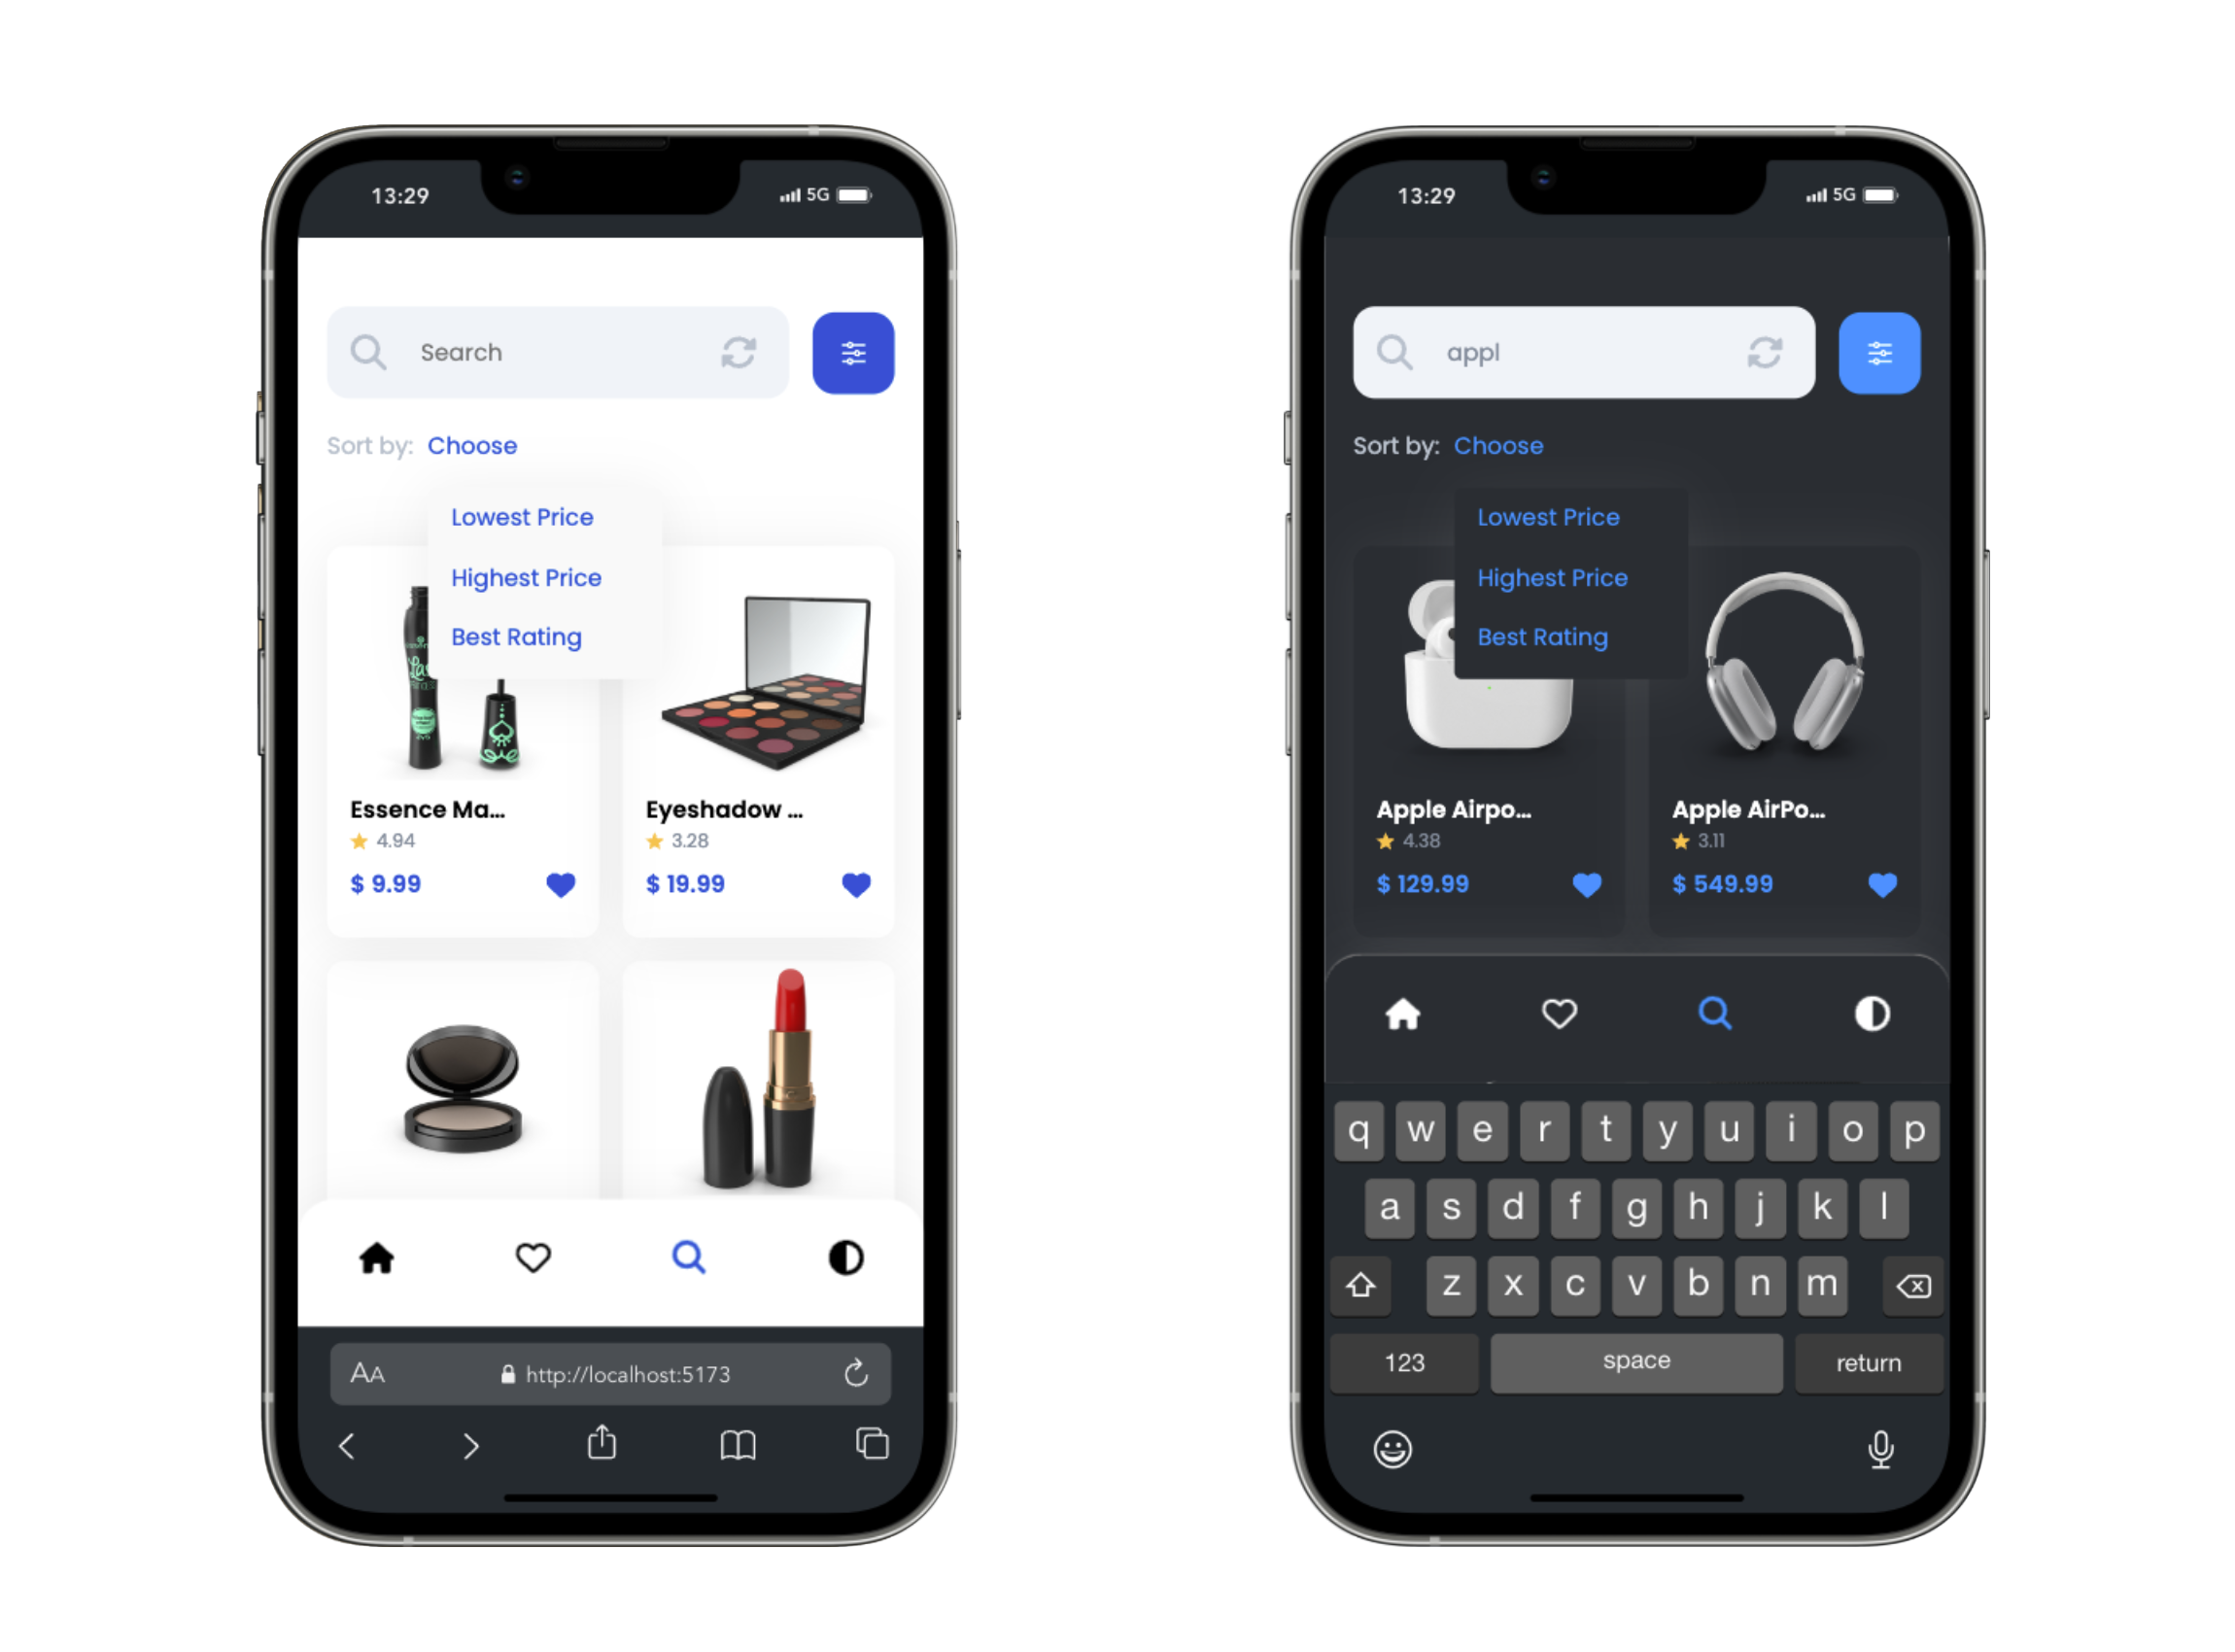 13:29
5G
Search
Sort by: Choose
Lowest Price
Highest Price
Best Rating
Essence Ma...
4.94
$ 9.99
Eyeshadow ...
3.28
$ 19.99
AA
http://localhost:5173
13:29
5G
appl
Sort by: Choose
Lowest Price
Highest Price
Best Rating
Apple Airpo...
4.38
$ 129.99
Apple AirPo...
3.11
$ 549.99
q w e r t y u i o p
a s d f g h j k l
z x c v b n m
123 space return